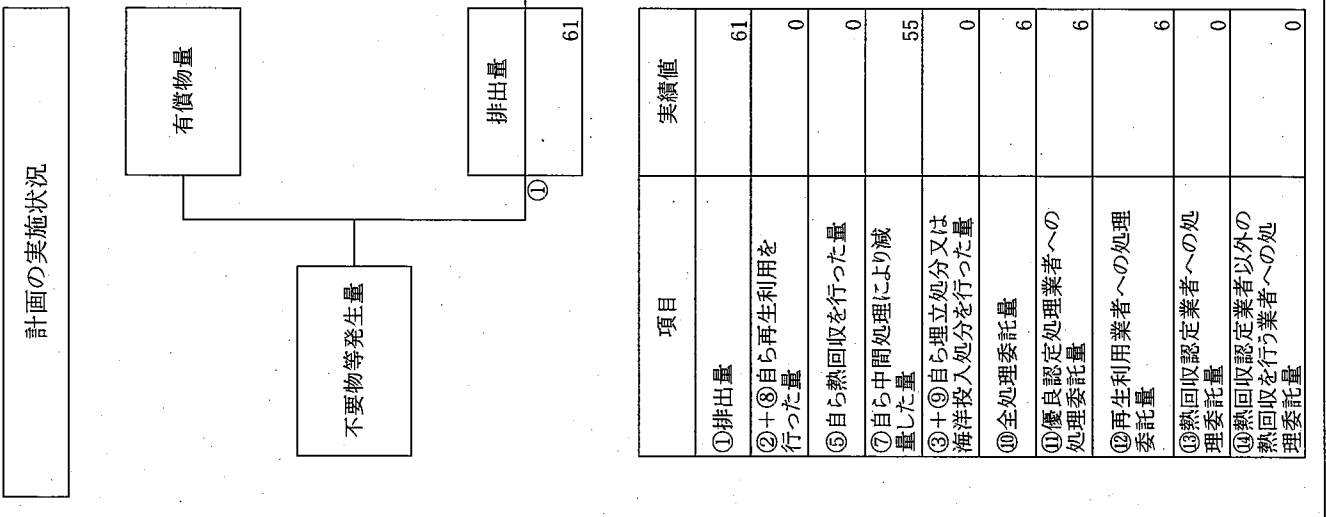 計画の実施状況
有償物量
不要物等発生量
排出量
①
61
項目 実績値
①排出量 61
②+⑧自ら再生利用を
行った量 0
⑤自ら熱回収を行った量 0
⑦自ら中間処理により減
量した量 55
③+⑨自ら埋立処分又は
海洋投入処分を行った量 0
⑩全処理委託量 6
⑪優良認定処理業者への
処理委託量 6
⑫再生利用業者への処理
委託量 6
⑬熱回収認定業者への処
理委託量 0
⑭熱回収認定業者以外の
熱回収を行う業者への処
理委託量 0